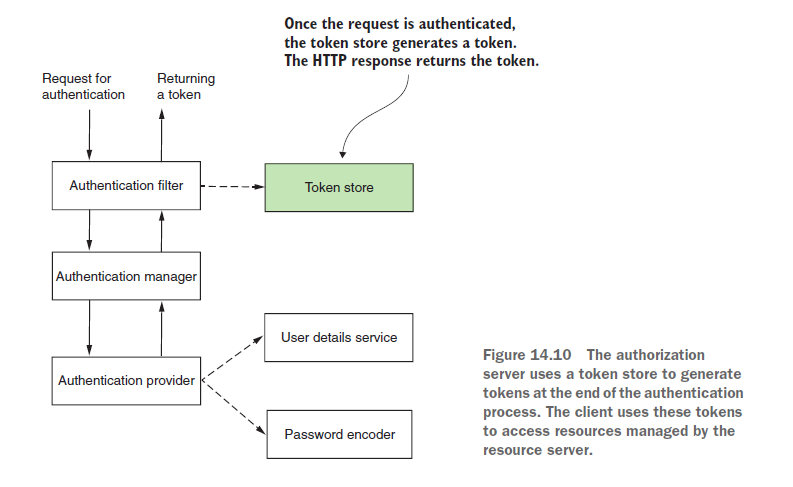 Once the request is authenticated,
the token store generates a token.
The HTTP response returns the token.
Request for
authentication
Returning
a token
Authentication filter
Token store
Authentication manager
User details service
Authentication provider
Password encoder
Figure 14.10 The authorization
server uses a token store to generate
tokens at the end of the authentication
process. The client uses these tokens
to access resources managed by the
resource server.